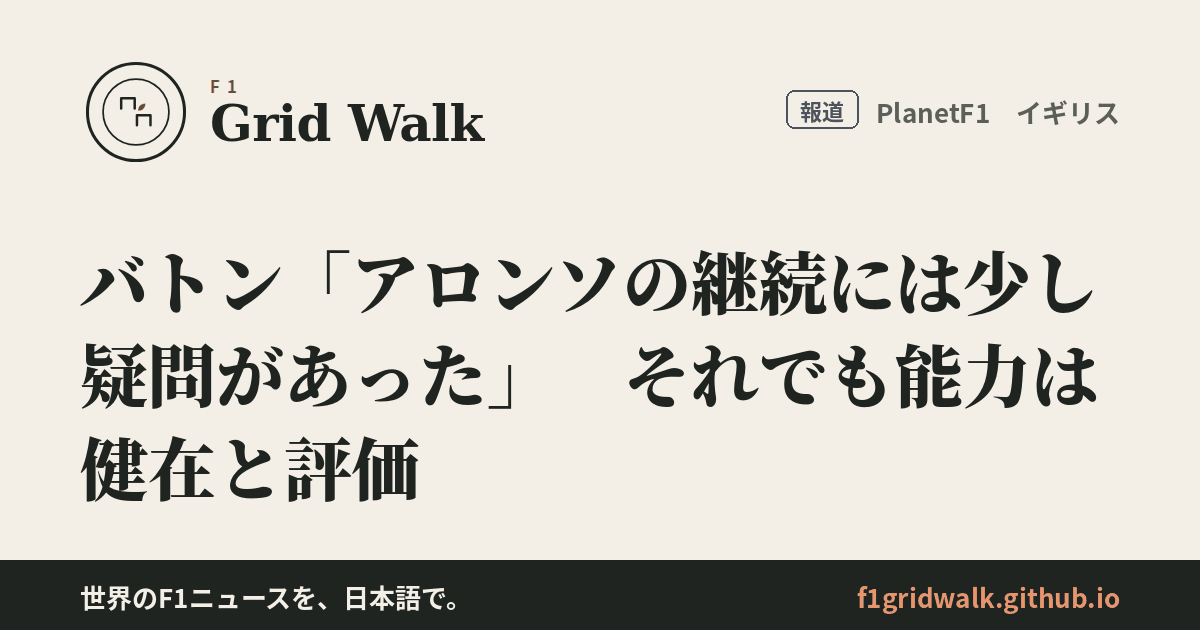 F1
Grid Walk
報道 PlanetF1 イギリス
バトン「アロンソの継続には少し
疑問があった」 それでも能力は
健在と評価
世界のF1ニュースを、日本語で。
f1gridwalk.github.io